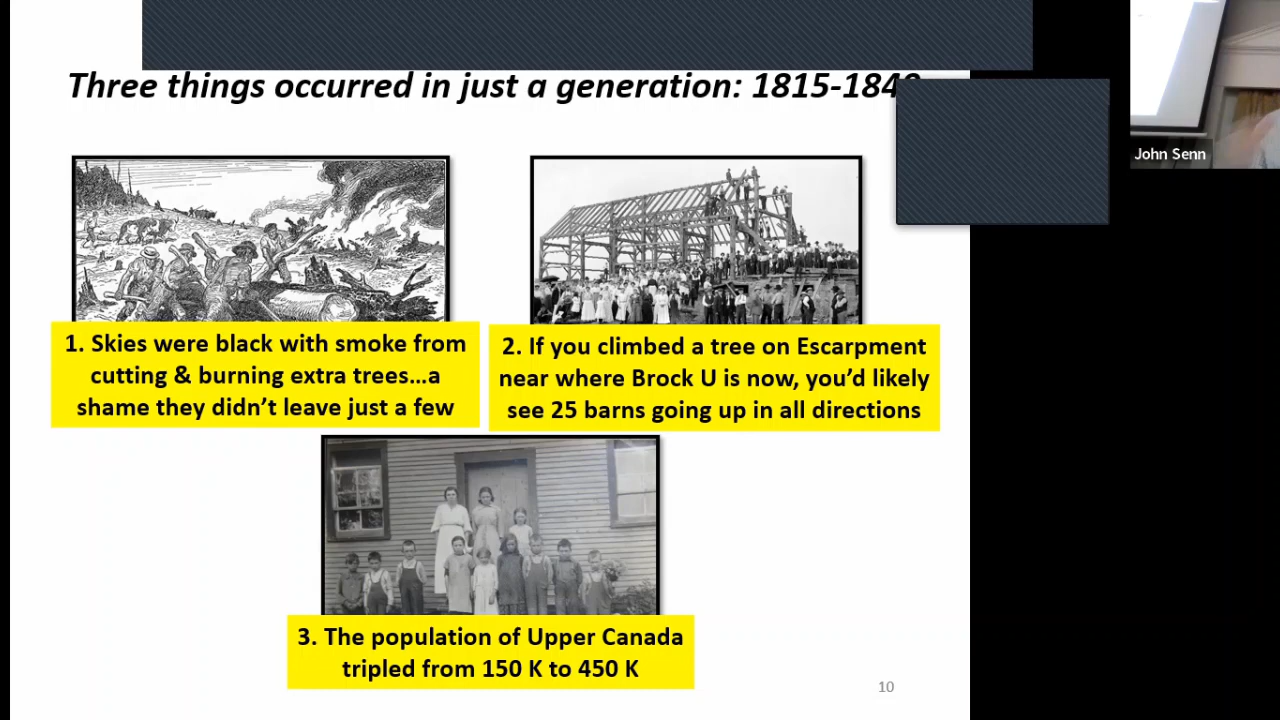 Three things occurred in just a generation: 1815-184
John Senn
1. Skies were black with smoke from
cutting & burning extra trees…a
shame they didn't leave just a few
2. If you climbed a tree on Escarpment
near where Brock U is now, you'd likely
see 25 barns going up in all directions
3. The population of Upper Canada
tripled from 150 K to 450 K
10